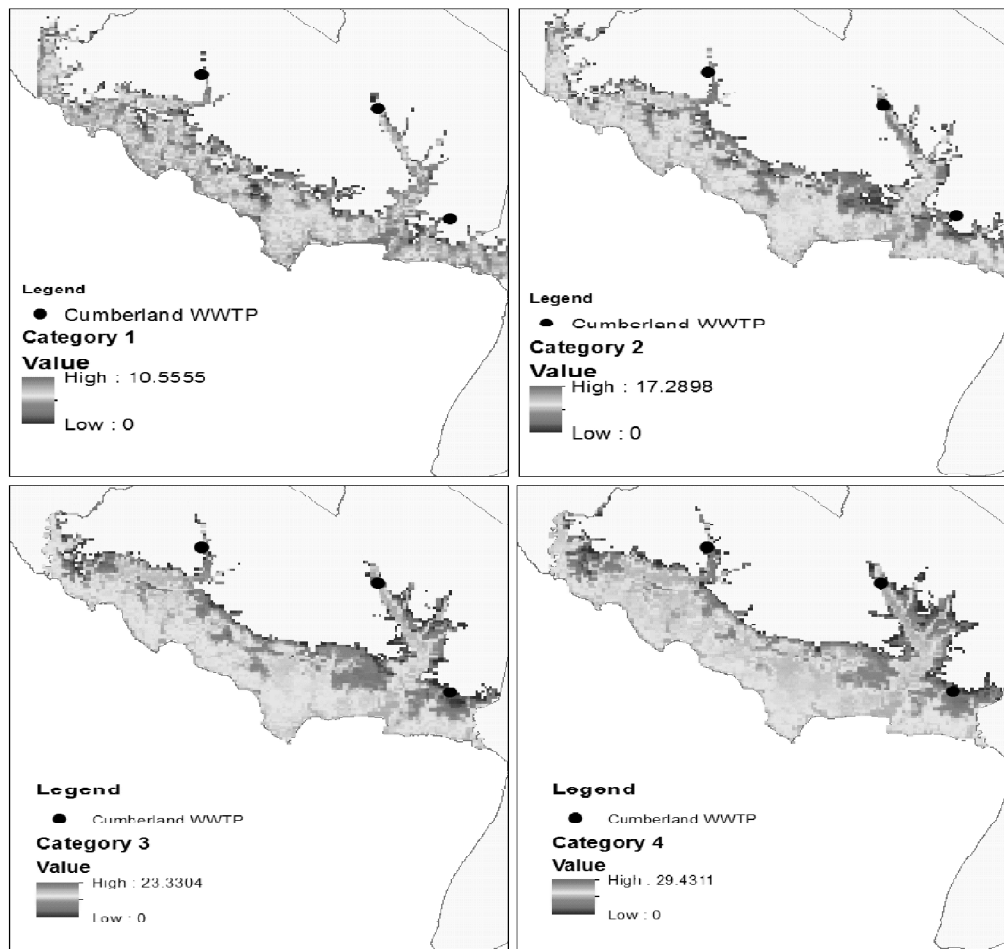 Legend
Cumberland WWTP
Category 1
Value
High : 10.5555
Low : 0
Legend
Cumberland WWTP
Category 2
Value
High : 17.2898
Low : 0
Legend
Cumberland WWTP
Category 3
Value
High : 23.3304
Low : 0
Legend
Cumberland WWTP
Category 4
Value
High : 29.4311
Low : 0